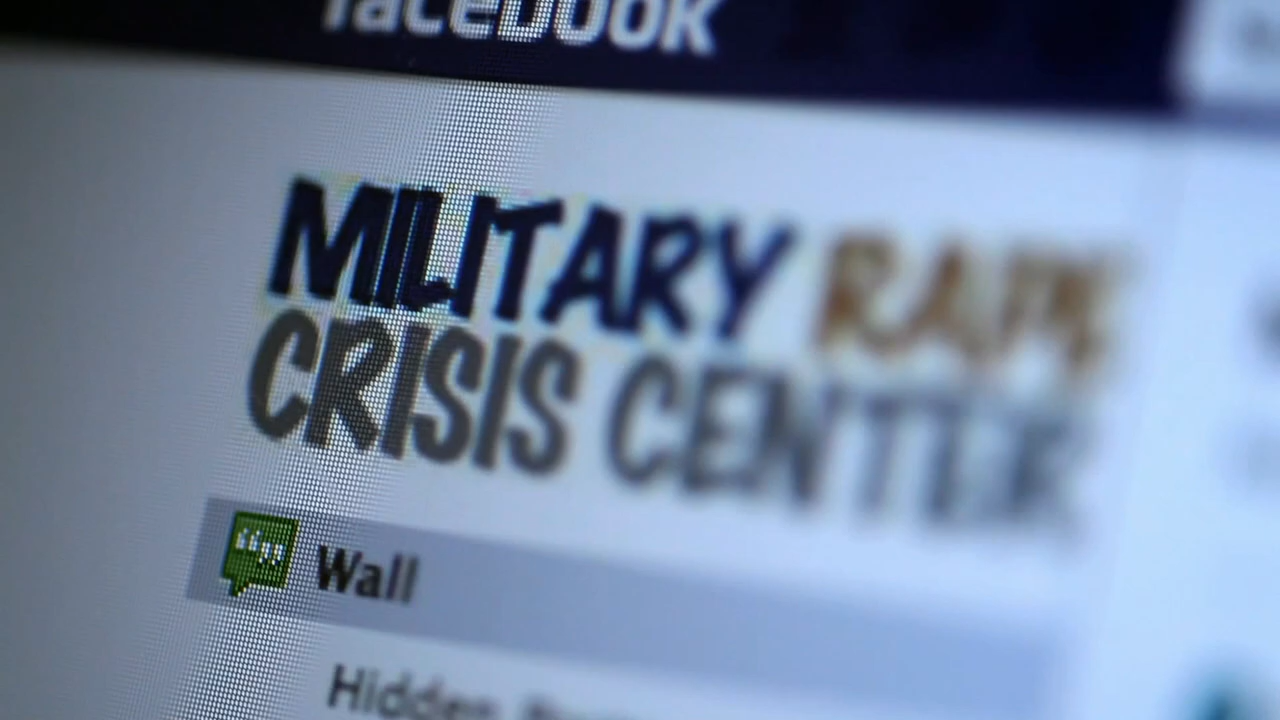 facebook
MILITARY RAPE
CRISIS CENTER
Wall
Hidden